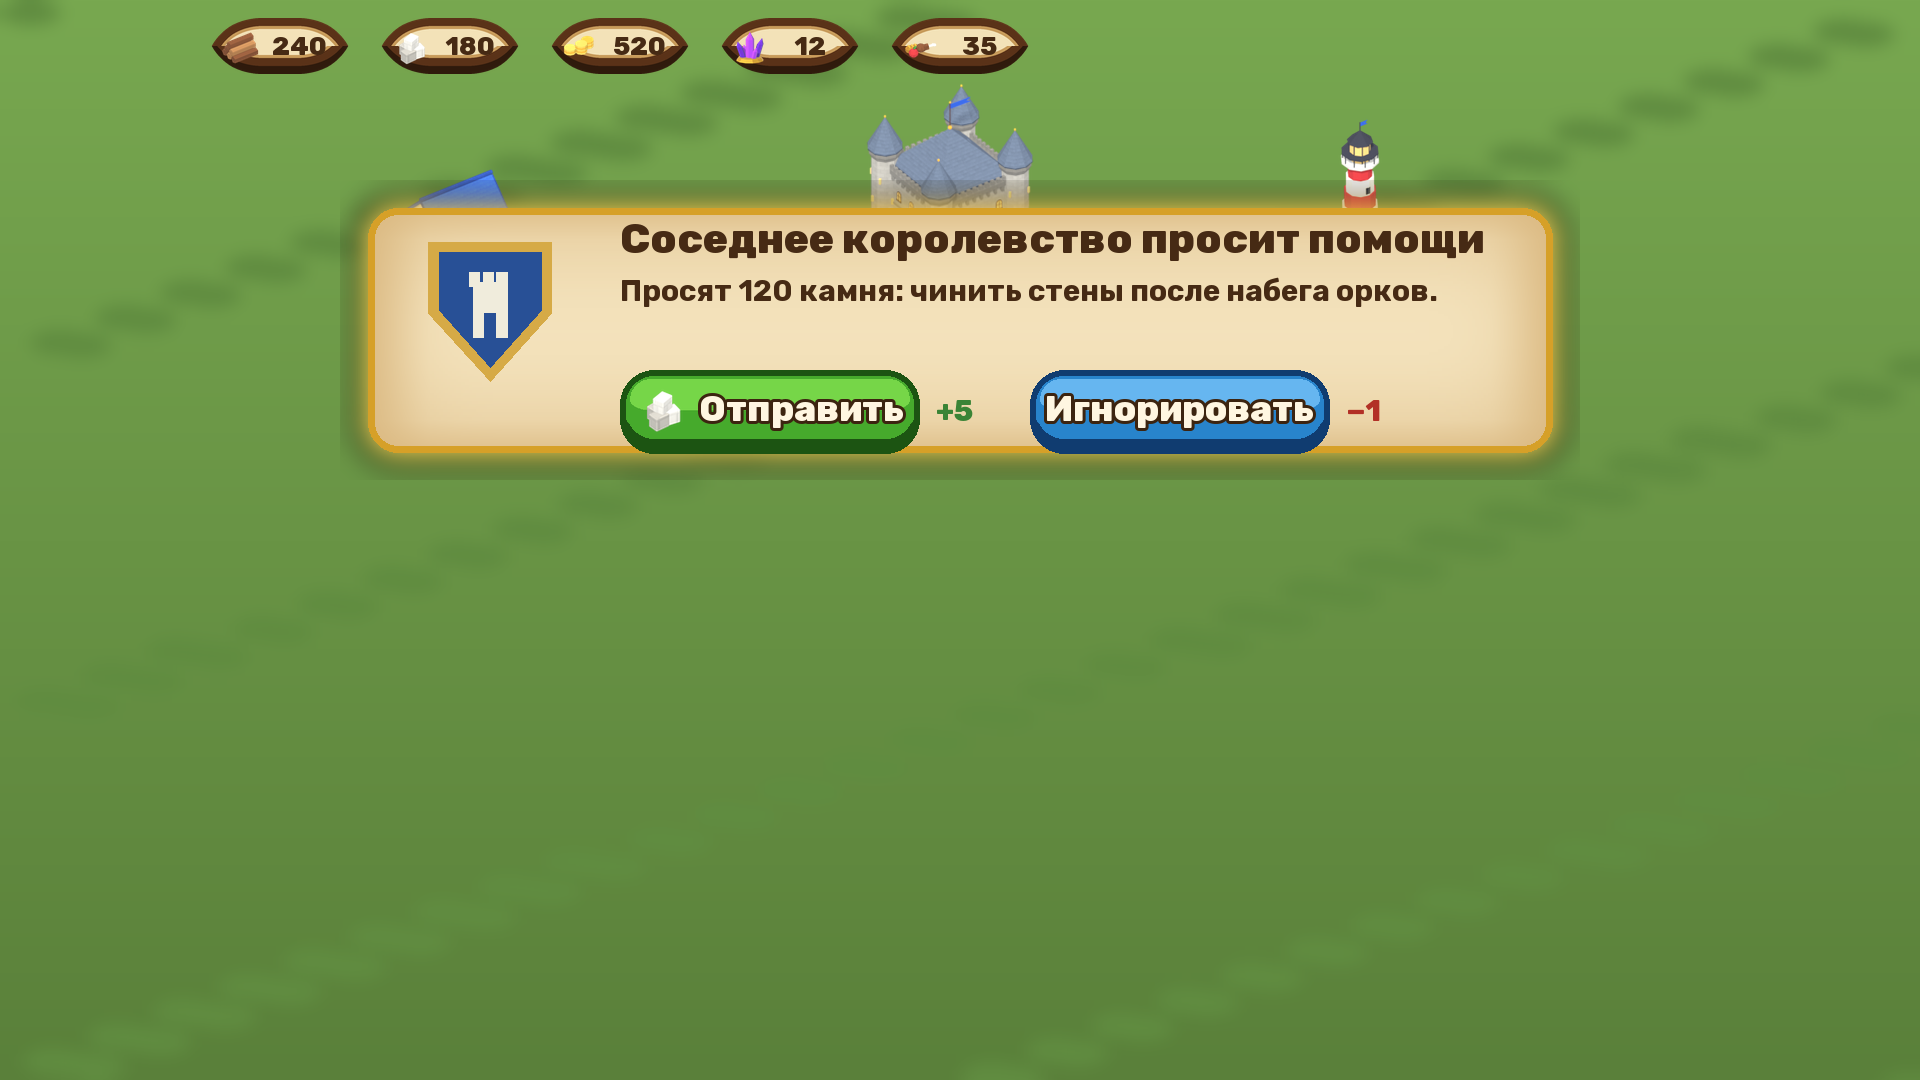 240 180 520 12 35
Соседнее королевство просит помощи
Просят 120 камня: чинить стены после набега орков.
Отправить +5 Игнорировать −1